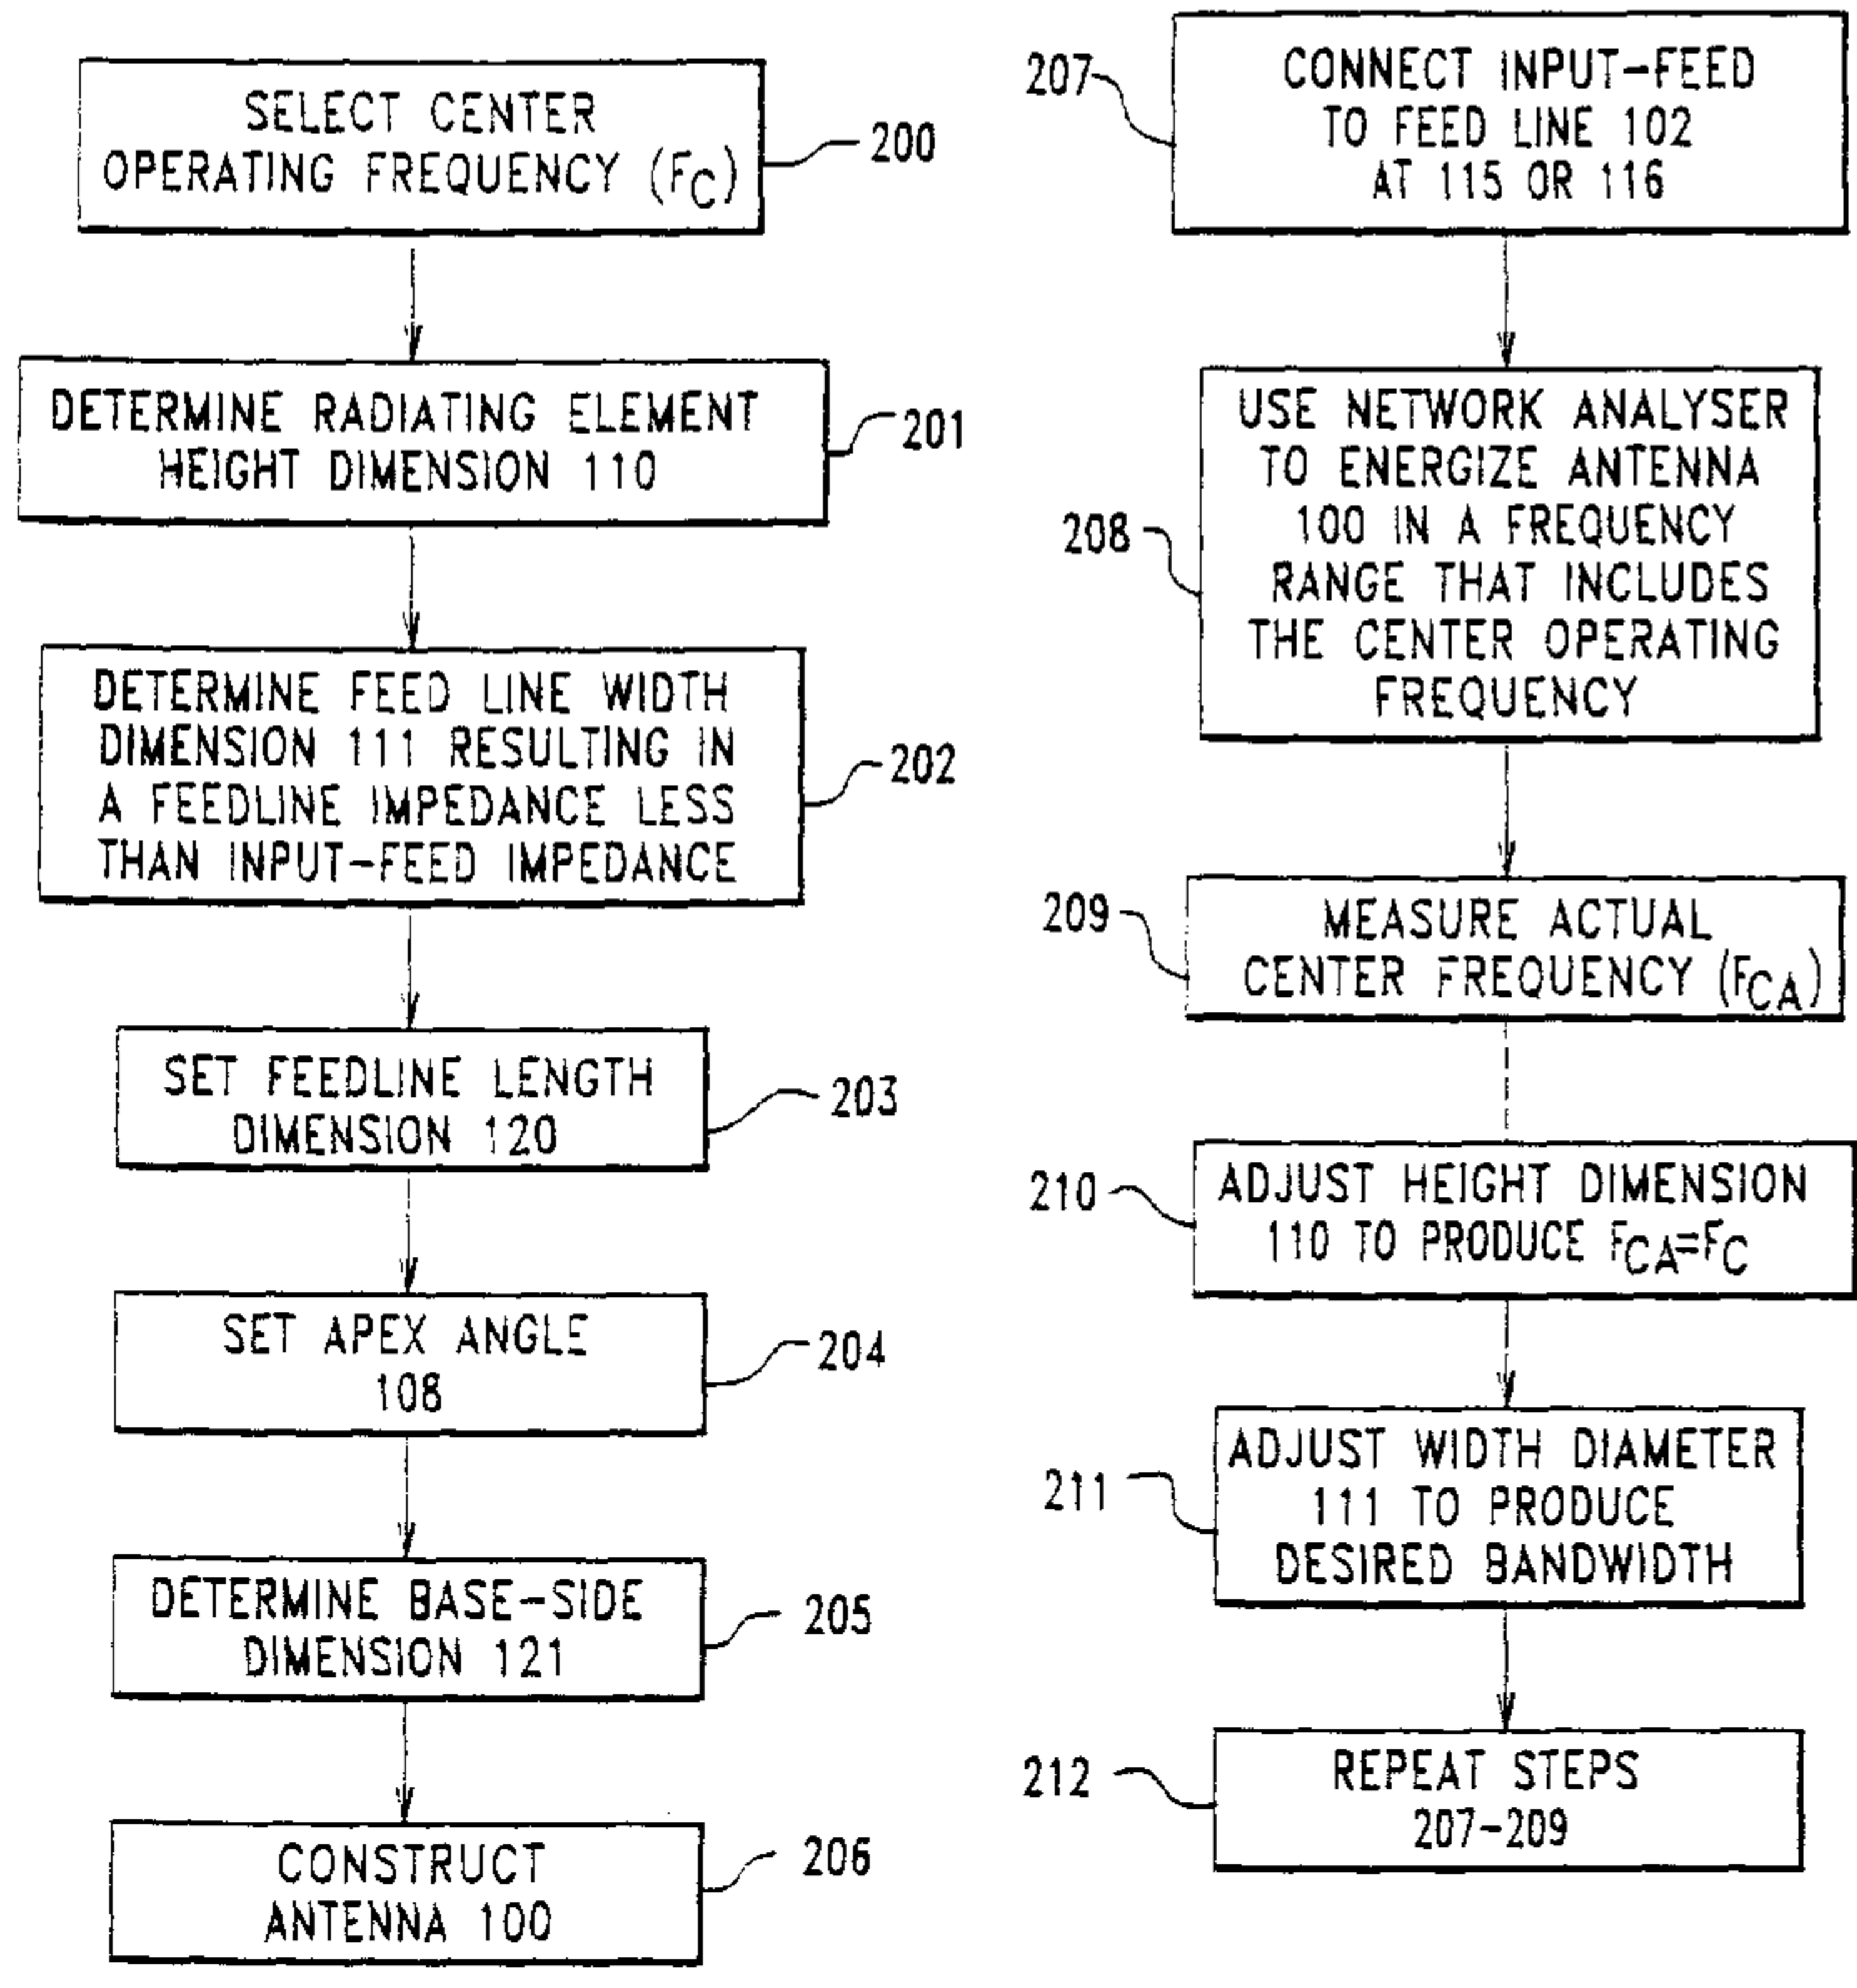 SELECT CENTER
OPERATING FREQUENCY (FC)
200
DETERMINE RADIATING ELEMENT
HEIGHT DIMENSION 110
201
DETERMINE FEED LINE WIDTH
DIMENSION 111 RESULTING IN
A FEEDLINE IMPEDANCE LESS
THAN INPUT-FEED IMPEDANCE
202
SET FEEDLINE LENGTH
DIMENSION 120
203
SET APEX ANGLE
108
204
DETERMINE BASE-SIDE
DIMENSION 121
205
CONSTRUCT
ANTENNA 100
206
207
CONNECT INPUT-FEED
TO FEED LINE 102
AT 115 OR 116
208
USE NETWORK ANALYSER
TO ENERGIZE ANTENNA
100 IN A FREQUENCY
RANGE THAT INCLUDES
THE CENTER OPERATING
FREQUENCY
209
MEASURE ACTUAL
CENTER FREQUENCY (FCA)
210
ADJUST HEIGHT DIMENSION
110 TO PRODUCE FCA=FC
211
ADJUST WIDTH DIAMETER
111 TO PRODUCE
DESIRED BANDWIDTH
212
REPEAT STEPS
207-209